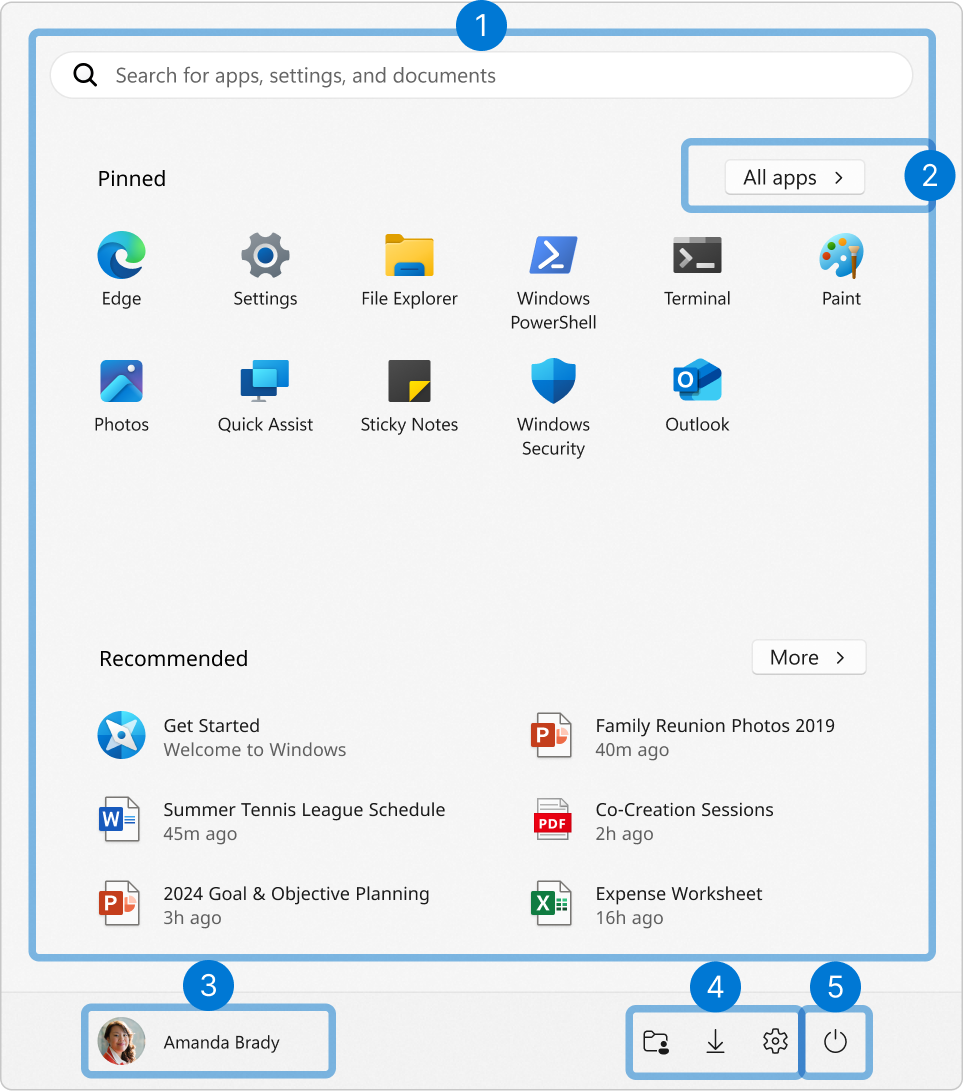 1
Search for apps, settings, and documents
Pinned
All apps
2
Edge
Settings
File Explorer
Windows
PowerShell
Terminal
Paint
Photos
Quick Assist
Sticky Notes
Windows
Security
O
Outlook
Recommended
More
Get Started
Welcome to Windows
P
Family Reunion Photos 2019
40m ago
W
Summer Tennis League Schedule
45m ago
PDF
Co-Creation Sessions
2h ago
P
2024 Goal & Objective Planning
3h ago
X
Expense Worksheet
16h ago
3
4
5
Amanda Brady